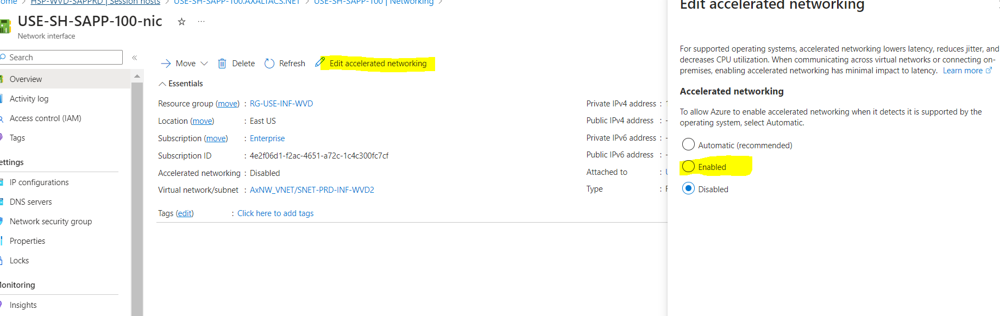 HSP-WVD-SAPPRD | Session hosts > USE-SH-SAPP-100.AXALTACS.NET > USE-SH-SAPP-100 | Networking >
USE-SH-SAPP-100-nic
Network interface
Search
Overview
Activity log
Access control (IAM)
Tags
ettings
IP configurations
DNS servers
Network security group
Properties
Locks
onitoring
Insights
Move
Delete
Refresh
Edit accelerated networking
Essentials
Resource group (move) : RG-USE-INF-WVD
Location (move) : East US
Subscription (move) : Enterprise
Subscription ID : 4e2f06d1-f2ac-4651-a72c-1c4c300fc7cf
Accelerated networking : Disabled
Virtual network/subnet : AxNW_VNET/SNET-PRD-INF-WVD2
Tags (edit) : Click here to add tags
Private IPv4 address :
Public IPv4 address : -
Private IPv6 address : -
Public IPv6 address : -
Attached to :
Type :
Edit accelerated networking
For supported operating systems, accelerated networking lowers latency, reduces jitter, and
decreases CPU utilization. When communicating across virtual networks or connecting on-
premises, enabling accelerated networking has minimal impact to latency. Learn more
Accelerated networking
To allow Azure to enable accelerated networking when it detects it is supported by the
operating system, select Automatic.
Automatic (recommended)
Enabled
Disabled